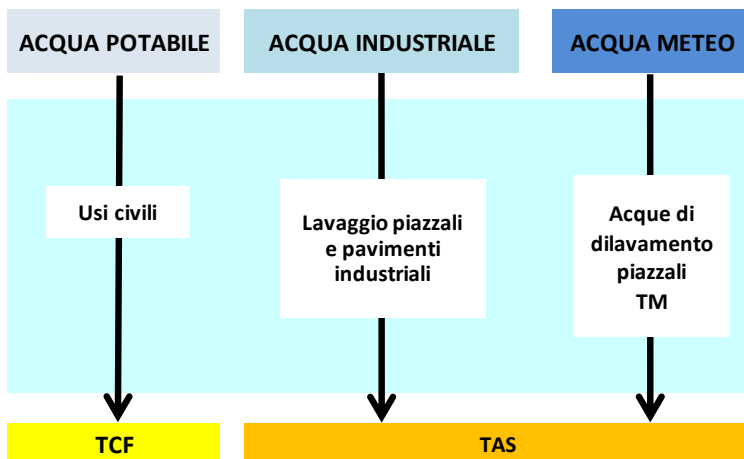 ACQUA POTABILE
ACQUA INDUSTRIALE
ACQUA METEO
Usi civili
Lavaggio piazzali
e pavimenti
industriali
Acque di
dilavamento
piazzali
TM
TCF
TAS